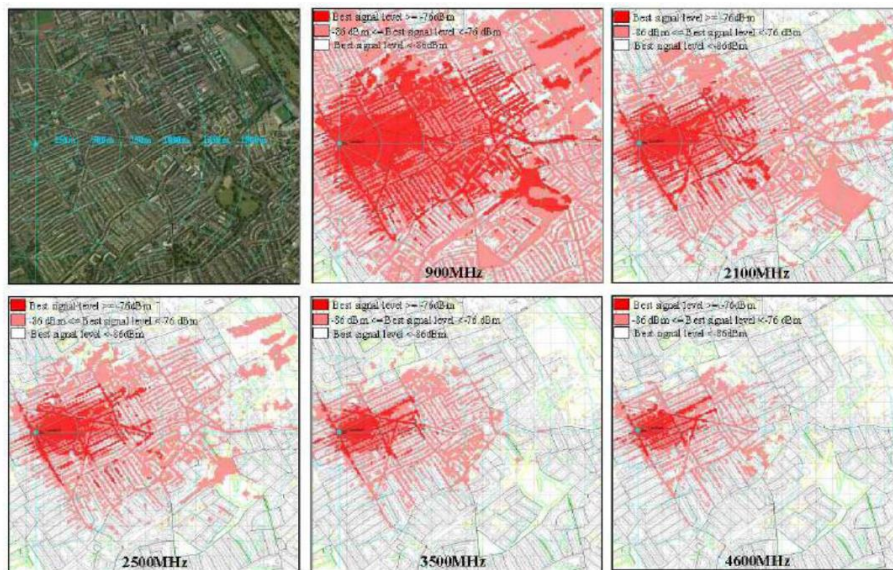 250m 500m 750m 1000m 1250m 1500m
Best signal level >= -76dBm
-86 dBm <= Best signal level <-76 dBm
Best signal level <-86dBm
900MHz
Best signal level >= -76dBm
-86 dBm <= Best signal level <-76 dBm
Best signal level <-86dBm
2100MHz
Best signal level >= -76dBm
-86 dBm <= Best signal level <-76 dBm
Best signal level <-86dBm
2500MHz
Best signal level >= -76dBm
-86 dBm <= Best signal level <-76 dBm
Best signal level <-86dBm
3500MHz
Best signal level >= -76dBm
-86 dBm <= Best signal level <-76 dBm
Best signal level <-86dBm
4600MHz